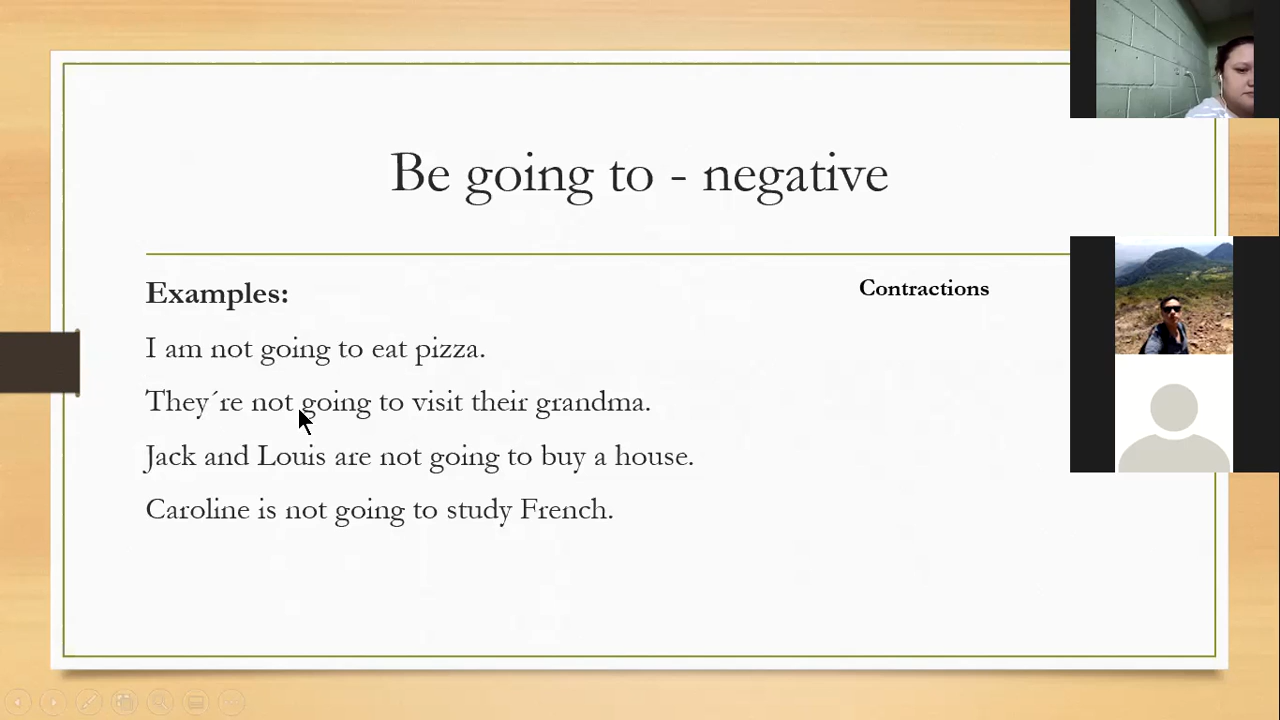 Be going to - negative
Examples:
Contractions
I am not going to eat pizza.
They´re not going to visit their grandma.
Jack and Louis are not going to buy a house.
Caroline is not going to study French.